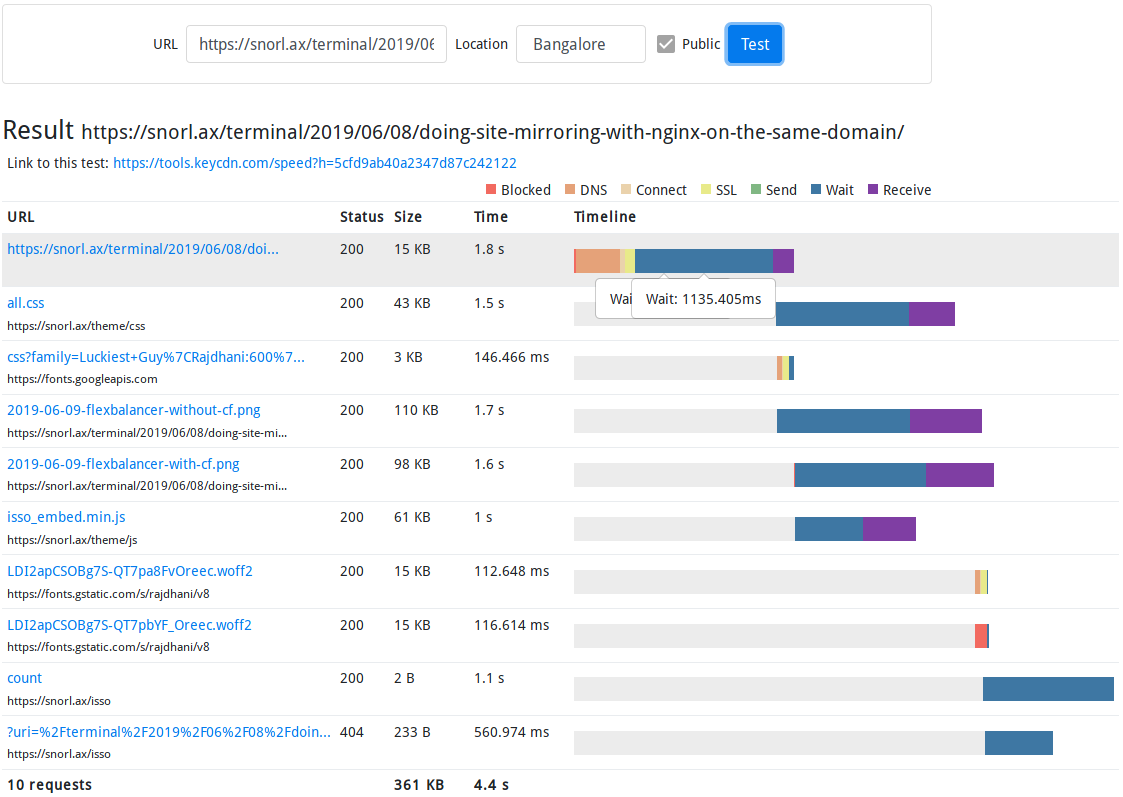 URL https://snorl.ax/terminal/2019/06 Location Bangalore Public Test
Result https://snorl.ax/terminal/2019/06/08/doing-site-mirroring-with-nginx-on-the-same-domain/
Link to this test: https://tools.keycdn.com/speed?h=5cfd9ab40a2347d87c242122
Blocked DNS Connect SSL Send Wait Receive
URL Status Size Time Timeline
https://snorl.ax/terminal/2019/06/08/doi... 200 15 KB 1.8 s
Wai Wait: 1135.405ms
all.css 200 43 KB 1.5 s
https://snorl.ax/theme/css
css?family=Luckiest+Guy%7CRajdhani:600%7... 200 3 KB 146.466 ms
https://fonts.googleapis.com
2019-06-09-flexbalancer-without-cf.png 200 110 KB 1.7 s
https://snorl.ax/terminal/2019/06/08/doing-site-mi...
2019-06-09-flexbalancer-with-cf.png 200 98 KB 1.6 s
https://snorl.ax/terminal/2019/06/08/doing-site-mi...
isso_embed.min.js 200 61 KB 1 s
https://snorl.ax/theme/js
LDI2apCSOBg7S-QT7pa8FvOreec.woff2 200 15 KB 112.648 ms
https://fonts.gstatic.com/s/rajdhani/v8
LDI2apCSOBg7S-QT7pbYF_Oreec.woff2 200 15 KB 116.614 ms
https://fonts.gstatic.com/s/rajdhani/v8
count 200 2 B 1.1 s
https://snorl.ax/isso
?uri=%2Fterminal%2F2019%2F06%2F08%2Fdoin... 404 233 B 560.974 ms
https://snorl.ax/isso
10 requests 361 KB 4.4 s